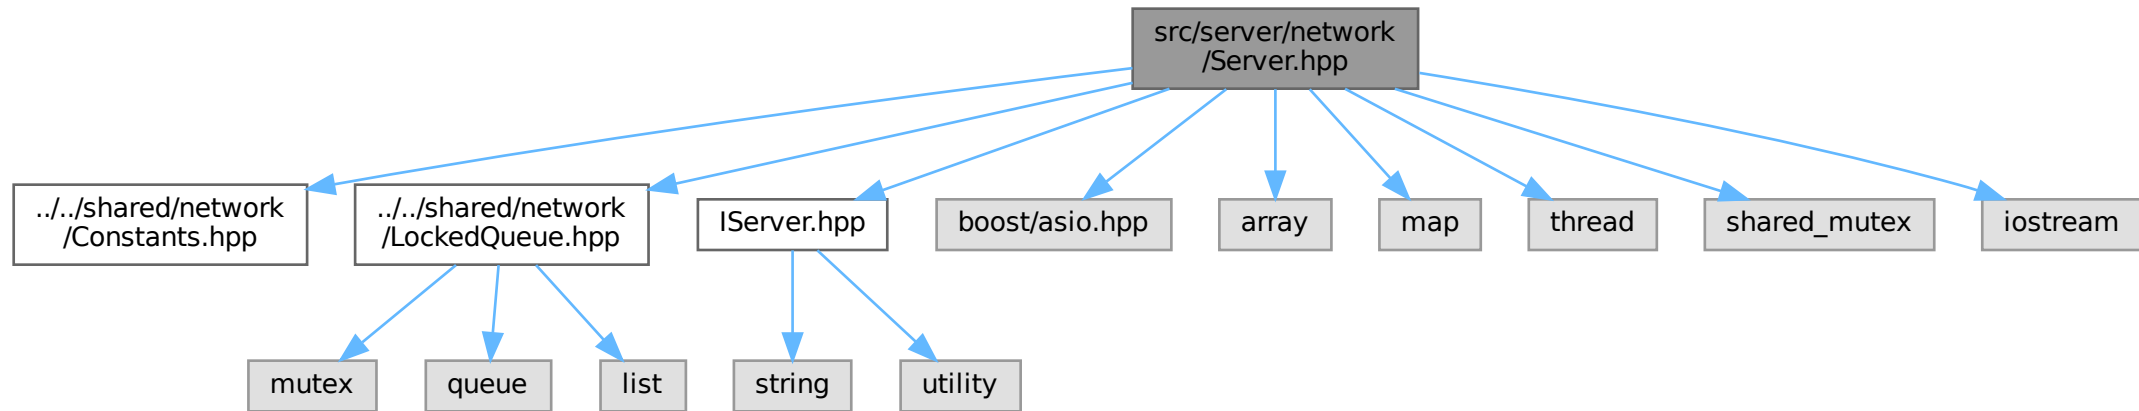 src/server/network
/Server.hpp
../../shared/network
/Constants.hpp
../../shared/network
/LockedQueue.hpp
IServer.hpp
boost/asio.hpp
array
map
thread
shared_mutex
iostream
mutex
queue
list
string
utility